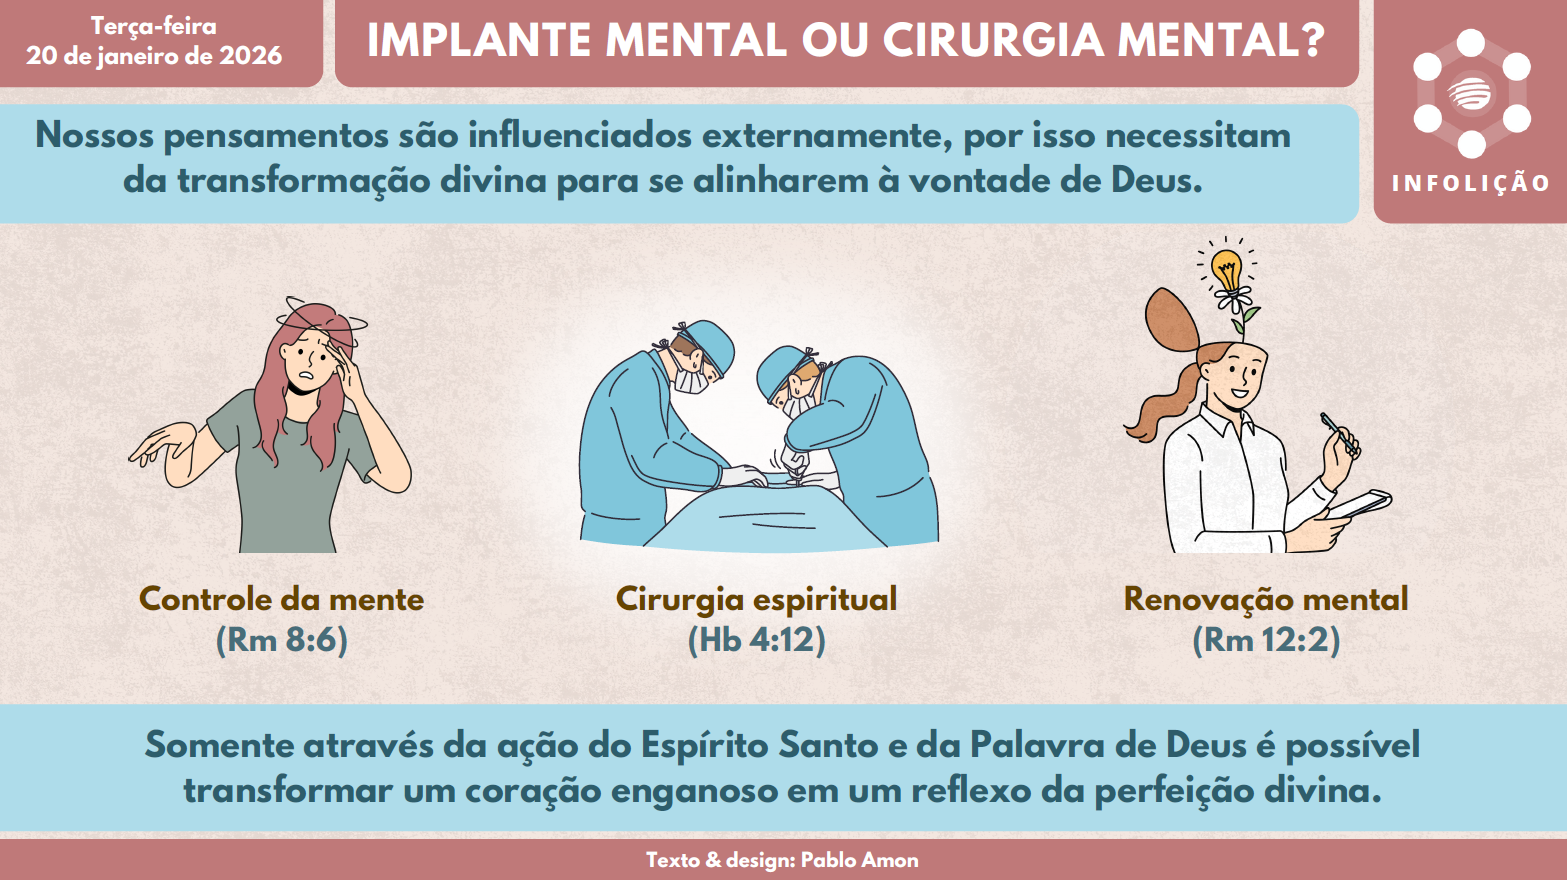 Terça-feira
20 de janeiro de 2026
IMPLANTE MENTAL OU CIRURGIA MENTAL?
INFOLIÇÃO
Nossos pensamentos são influenciados externamente, por isso necessitam
da transformação divina para se alinharem à vontade de Deus.
Controle da mente
(Rm 8:6)
Cirurgia espiritual
(Hb 4:12)
Renovação mental
(Rm 12:2)
Somente através da ação do Espírito Santo e da Palavra de Deus é possível
transformar um coração enganoso em um reflexo da perfeição divina.
Texto & design: Pablo Amon